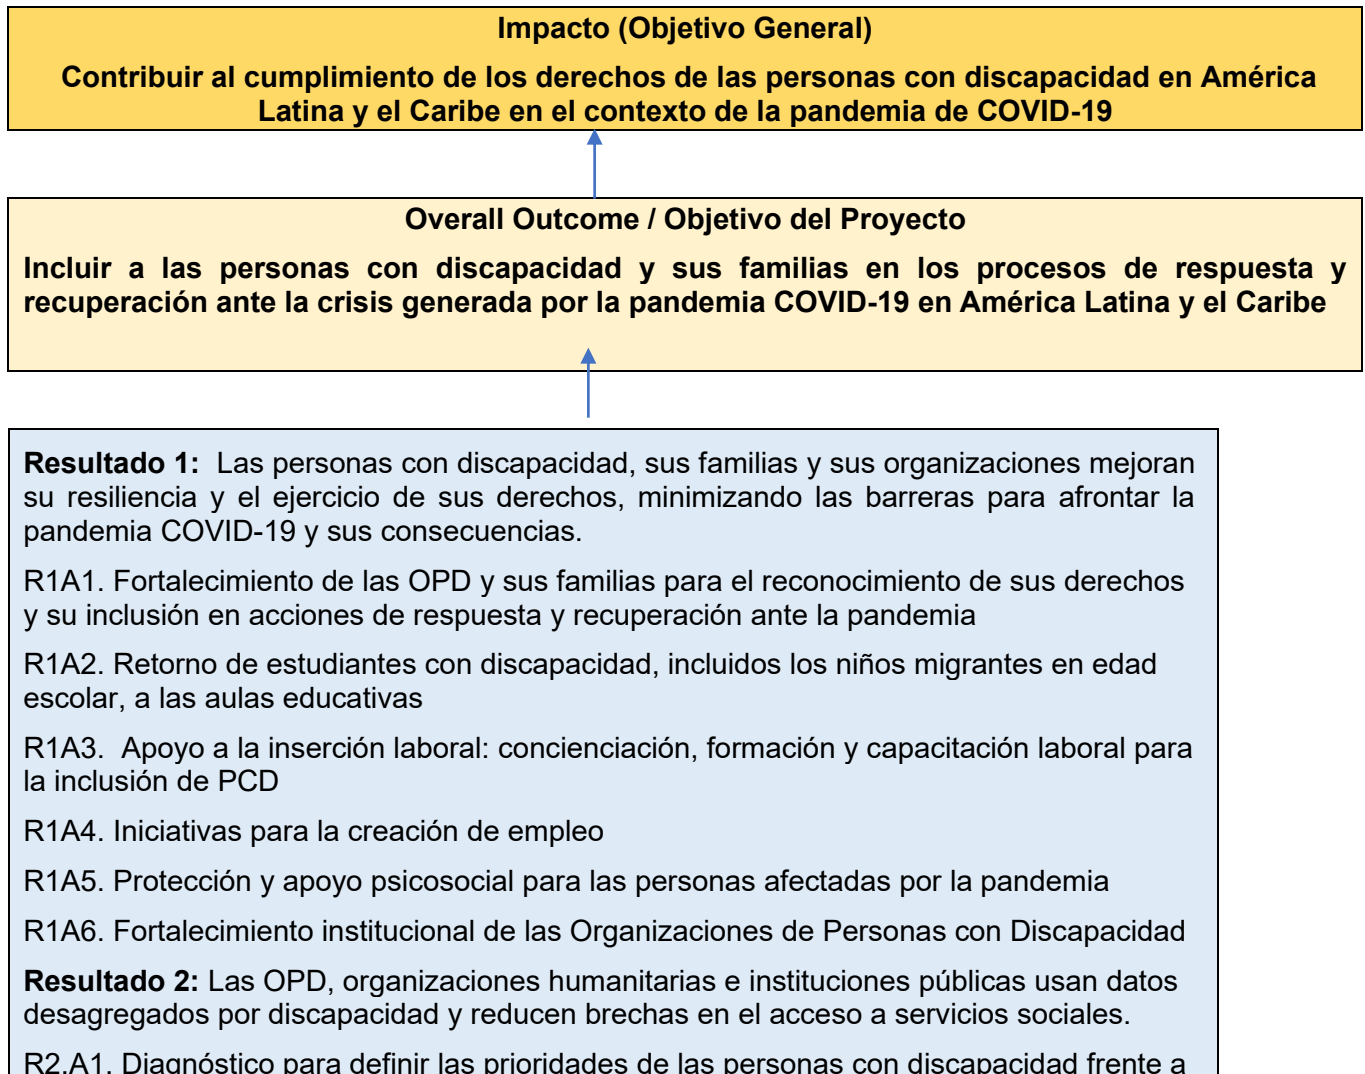 Impacto (Objetivo General)
Contribuir al cumplimiento de los derechos de las personas con discapacidad en América
Latina y el Caribe en el contexto de la pandemia de COVID-19
Overall Outcome / Objetivo del Proyecto
Incluir a las personas con discapacidad y sus familias en los procesos de respuesta y
recuperación ante la crisis generada por la pandemia COVID-19 en América Latina y el Caribe
Resultado 1: Las personas con discapacidad, sus familias y sus organizaciones mejoran
su resiliencia y el ejercicio de sus derechos, minimizando las barreras para afrontar la
pandemia COVID-19 y sus consecuencias.
R1A1. Fortalecimiento de las OPD y sus familias para el reconocimiento de sus derechos
y su inclusión en acciones de respuesta y recuperación ante la pandemia
R1A2. Retorno de estudiantes con discapacidad, incluidos los niños migrantes en edad
escolar, a las aulas educativas
R1A3. Apoyo a la inserción laboral: concienciación, formación y capacitación laboral para
la inclusión de PCD
R1A4. Iniciativas para la creación de empleo
R1A5. Protección y apoyo psicosocial para las personas afectadas por la pandemia
R1A6. Fortalecimiento institucional de las Organizaciones de Personas con Discapacidad
Resultado 2: Las OPD, organizaciones humanitarias e instituciones públicas usan datos
desagregados por discapacidad y reducen brechas en el acceso a servicios sociales.
R2.A1. Diagnóstico para definir las prioridades de las personas con discapacidad frente a